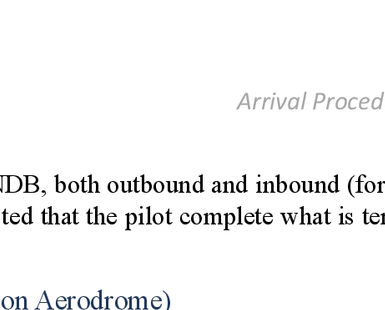 Arrival Proced
NDB, both outbound and inbound (for
ted that the pilot complete what is ter
on Aerodrome)